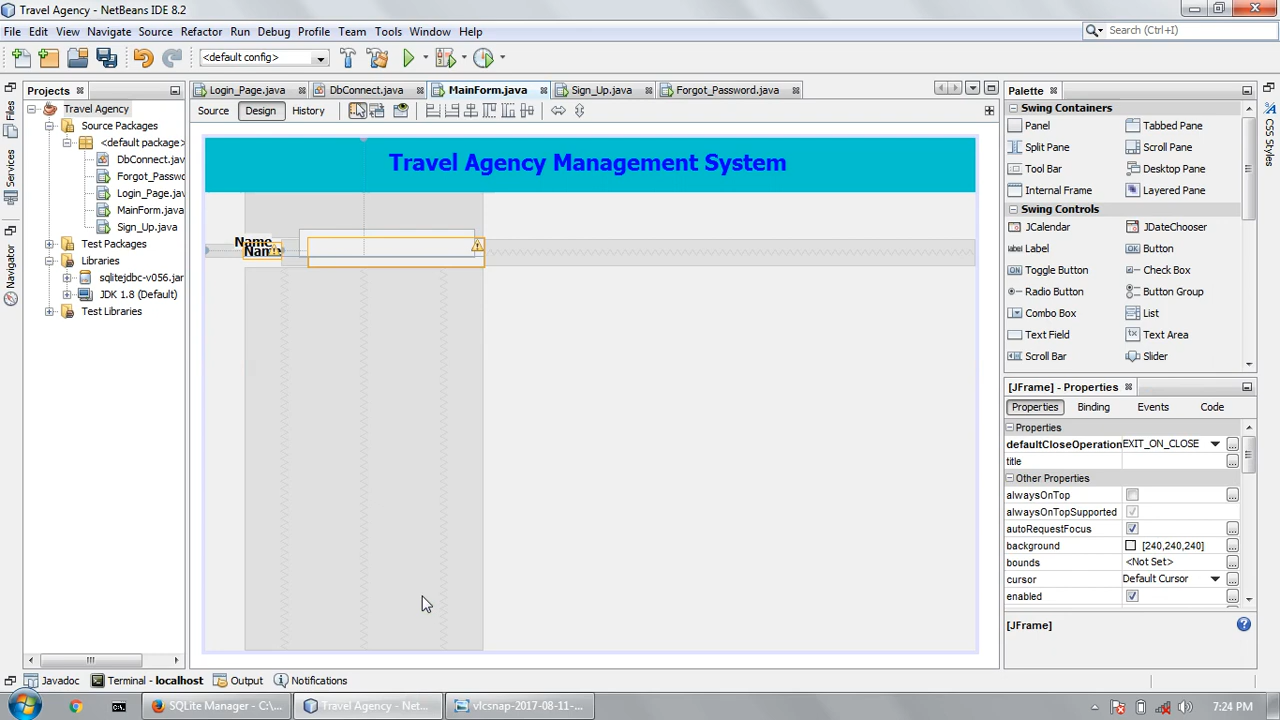 Travel Agency - NetBeans IDE 8.2
File Edit View Navigate Source Refactor Run Debug Profile Team Tools Window Help
Search (Ctrl+I)
<default config>
Projects
Login_Page.java
DbConnect.java
MainForm.java
Sign_Up.java
Forgot_Password.java
Palette
Files
Services
Navigator
CSS Styles
Travel Agency
Source Packages
<default package>
DbConnect.jav
Forgot_Passwo
Login_Page.jav
MainForm.java
Sign_Up.java
Test Packages
Libraries
sqlitejdbc-v056.jar
JDK 1.8 (Default)
Test Libraries
Source Design History
Travel Agency Management System
Name
Name
Swing Containers
Panel Tabbed Pane
Split Pane Scroll Pane
Tool Bar Desktop Pane
Internal Frame Layered Pane
Swing Controls
JCalendar JDateChooser
Label Button
Toggle Button Check Box
Radio Button Button Group
Combo Box List
Text Field Text Area
Scroll Bar Slider
[JFrame] - Properties
Properties Binding Events Code
Properties
defaultCloseOperation EXIT_ON_CLOSE
title
Other Properties
alwaysOnTop
alwaysOnTopSupported
autoRequestFocus
background [240,240,240]
bounds <Not Set>
cursor Default Cursor
enabled
[JFrame]
Javadoc Terminal - localhost Output Notifications
SQLite Manager - C:\...
Travel Agency - Net...
vlcsnap-2017-08-11-...
7:24 PM